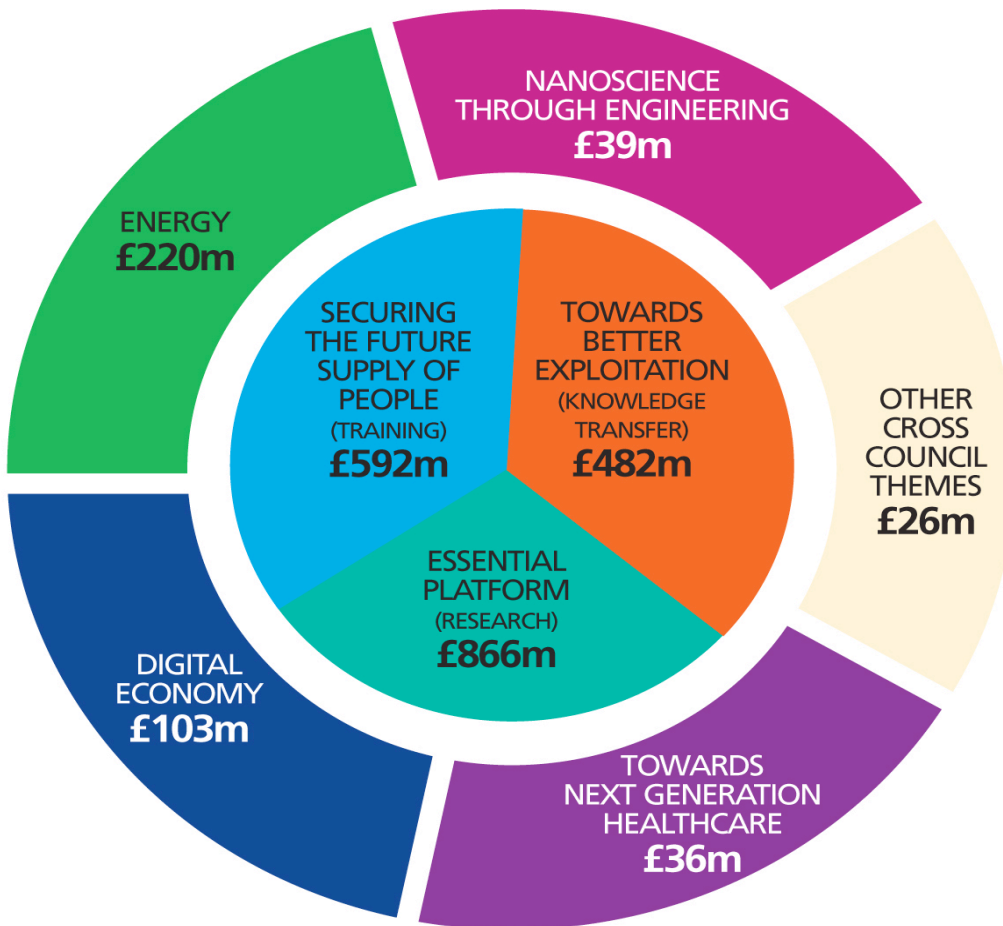 NANOSCIENCE
THROUGH ENGINEERING
£39m
ENERGY
£220m
SECURING
THE FUTURE
SUPPLY OF
PEOPLE
(TRAINING)
£592m
TOWARDS
BETTER
EXPLOITATION
(KNOWLEDGE
TRANSFER)
£482m
OTHER
CROSS
COUNCIL
THEMES
£26m
ESSENTIAL
PLATFORM
(RESEARCH)
£866m
DIGITAL
ECONOMY
£103m
TOWARDS
NEXT GENERATION
HEALTHCARE
£36m